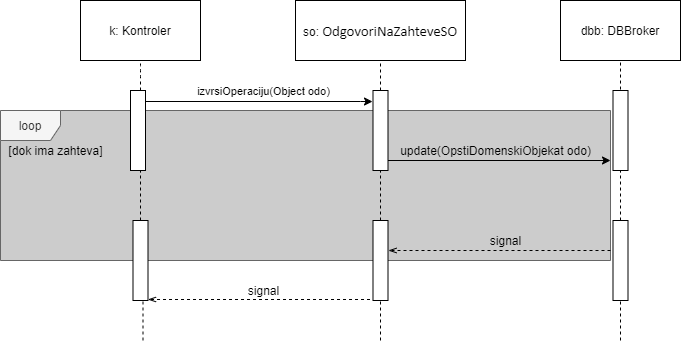 k: Kontroler
so: OdgovoriNaZahteveSO
dbb: DBBroker
izvrsiOperaciju(Object odo)
loop
[dok ima zahteva]
update(OpstiDomenskiObjekat odo)
signal
signal